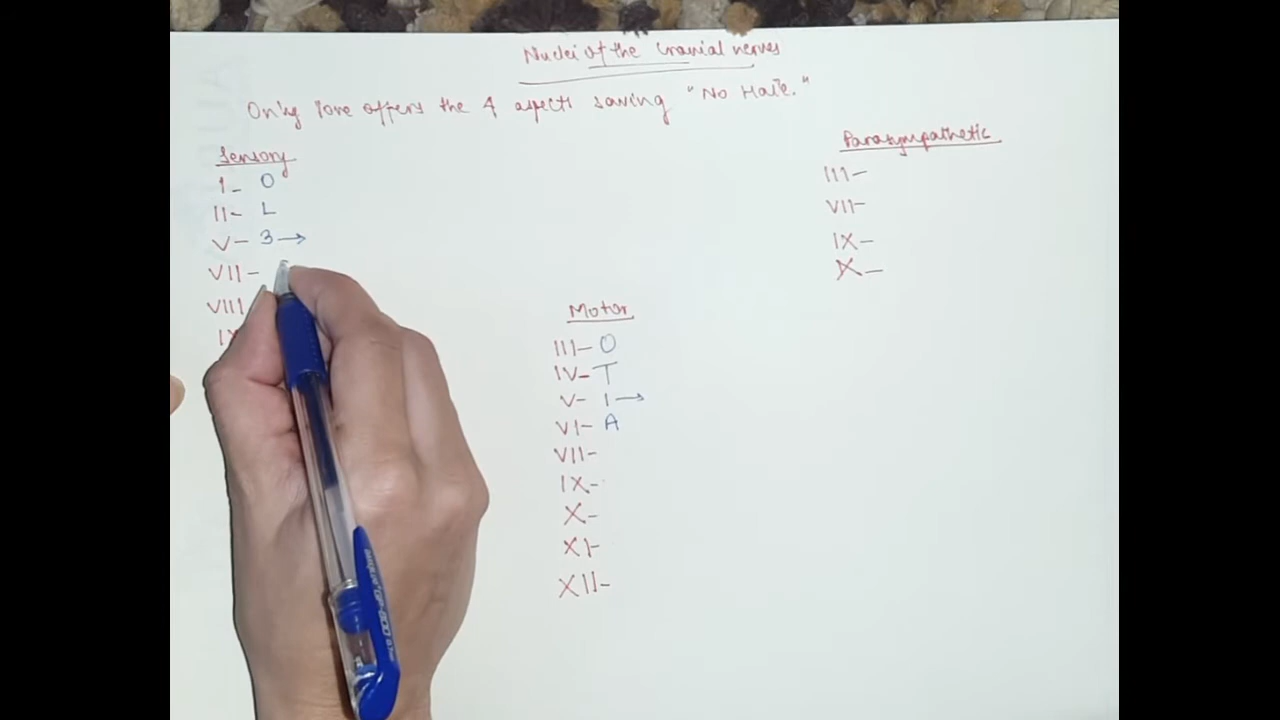 Nuclei of the cranial nerves
Only love offers the 4 aspects saving "No Hate."
Sensory
I- O
II- L
V- 3→
VII-
VIII
IX
Motor
III- O
IV- T
V- 1→
VI- A
VII-
IX-
X-
XI-
XII-
Parasympathetic
III-
VII-
IX-
X-